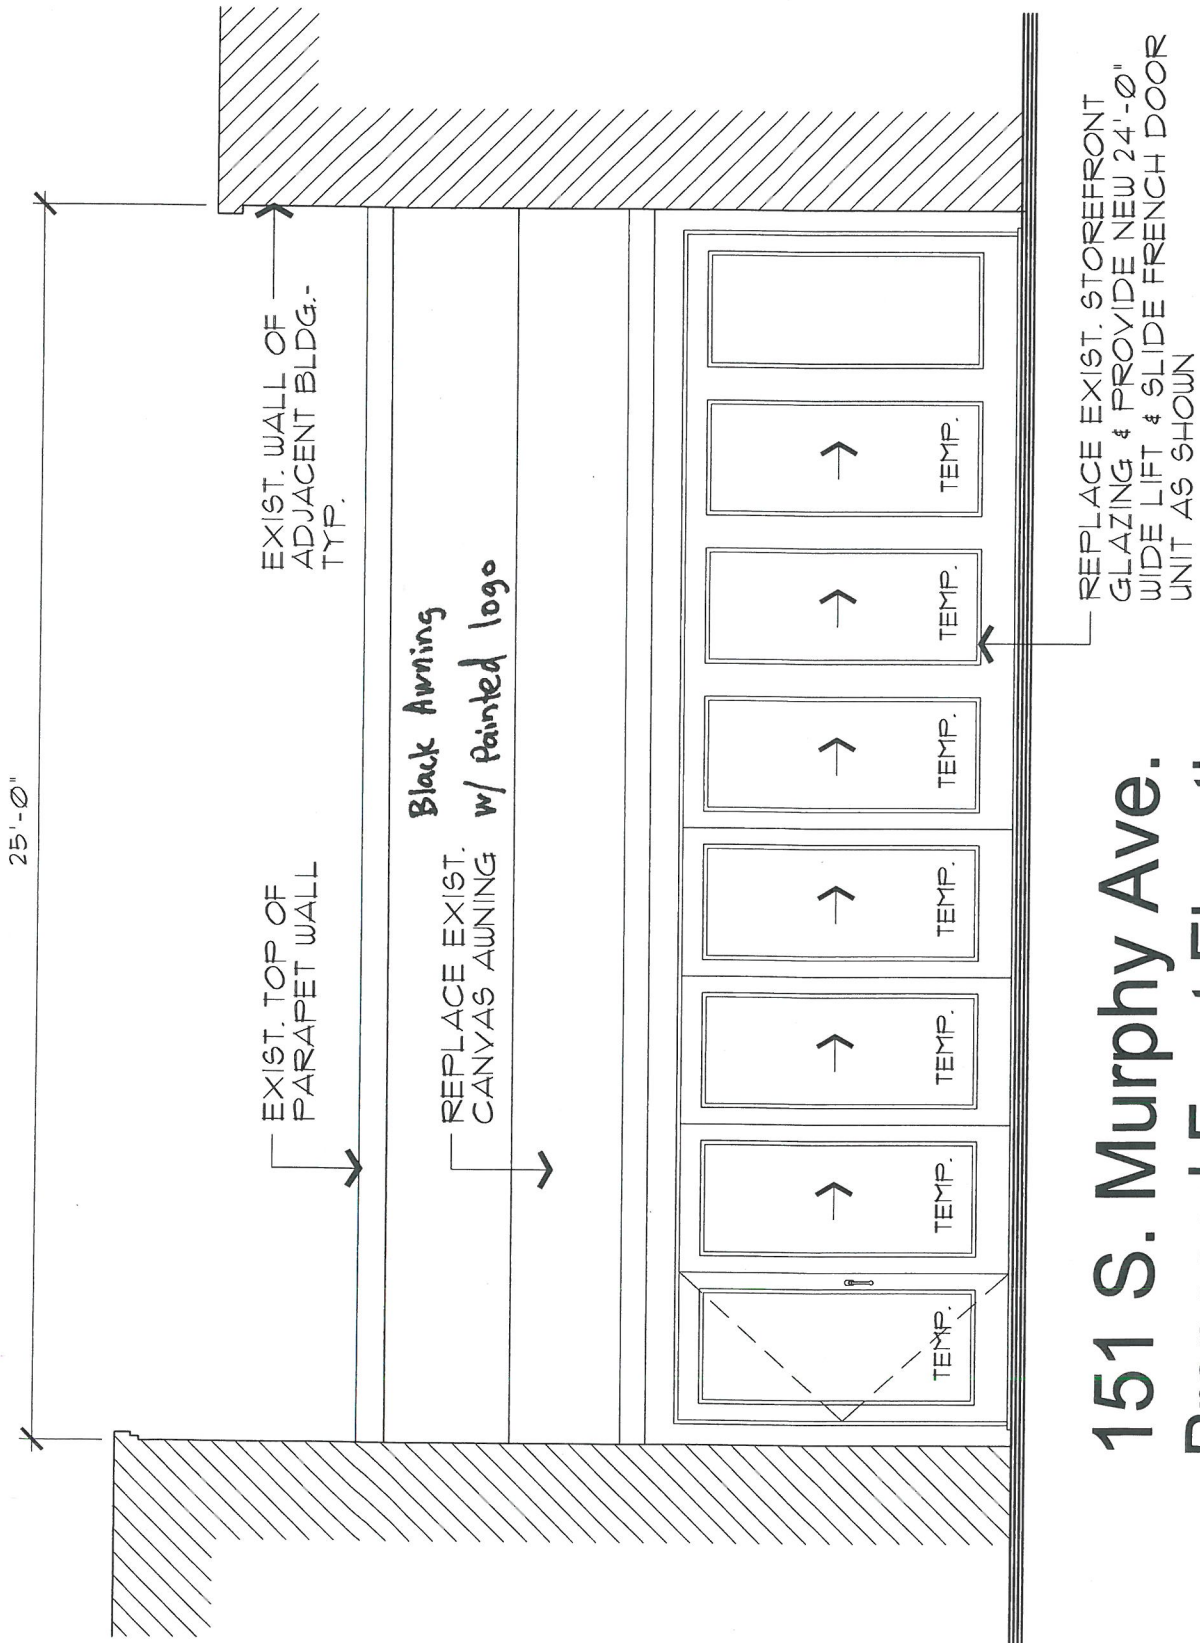 25'-0"
EXIST. TOP OF
PARAPET WALL
EXIST. WALL OF
ADJACENT BLDG.-
TYP.
Black Awning
REPLACE EXIST.
CANVAS AWNING w/ Painted logo
TEMP.
TEMP.
TEMP.
TEMP.
TEMP.
TEMP.
TEMP.
REPLACE EXIST. STOREFRONT
GLAZING & PROVIDE NEW 24'-0"
WIDE LIFT & SLIDE FRENCH DOOR
UNIT AS SHOWN
151 S. Murphy Ave.